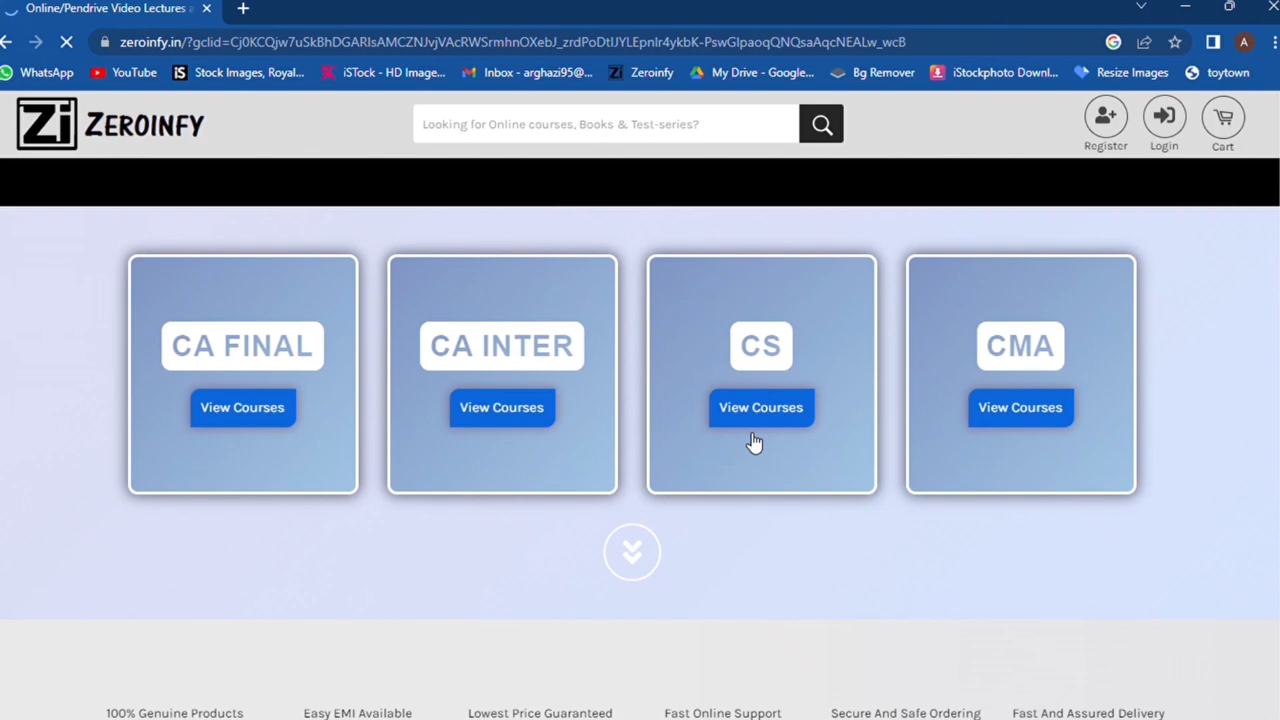 Online/Pendrive Video Lectures
zeroinfy.in/?gclid=Cj0KCQjw7uSkBhDGARIsAMCZNJvjVAcRWSrmhnOXebJ_zrdPoDtIJYLEpnIr4ykbK-PswGIpaoqQNQsaAqcNEALw_wcB
A
WhatsApp YouTube Stock Images, Royal... iSTock - HD Image... Inbox - arghazi95@... Zeroinfy My Drive - Google... Bg Remover iStockphoto Downl... Resize Images toytown
Zi ZEROINFY
Looking for Online courses, Books & Test-series?
Register Login Cart
CA FINAL CA INTER CS CMA
View Courses View Courses View Courses View Courses
100% Genuine Products Easy EMI Available Lowest Price Guaranteed Fast Online Support Secure And Safe Ordering Fast And Assured Delivery